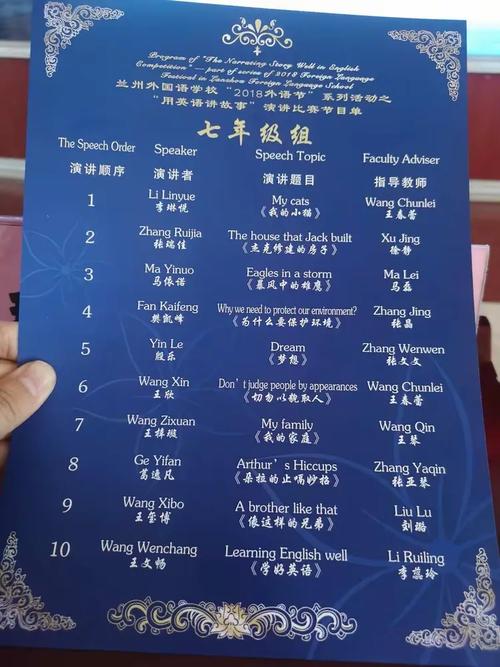 Program of "The Narrating Story Well in English
Competition" - part of series of 2018 Foreign Language
Festival in Lanzhou Foreign Language School
兰州外国语学校"2018外语节"系列活动之
"用英语讲故事"演讲比赛节目单
七年级组
The Speech Order Speaker Speech Topic Faculty Adviser
演讲顺序 演讲者 演讲题目 指导教师
1 Li Linyue My cats Wang Chunlei
李琳悦 《我的小猫》 王春蕾
2 Zhang Ruijia The house that Jack built Xu Jing
张瑞佳 《杰克修建的房子》 徐静
3 Ma Yinuo Eagles in a storm Ma Lei
马依诺 《暴风中的雄鹰》 马磊
4 Fan Kaifeng Why we need to protect our environment? Zhang Jing
樊凯峰 《为什么要保护环境》 张晶
5 Yin Le Dream Zhang Wenwen
殷乐 《梦想》 张文文
6 Wang Xin Don't judge people by appearances Wang Chunlei
王欣 《切勿以貌取人》 王春蕾
7 Wang Zixuan My family Wang Qin
王梓璇 《我的家庭》 王琴
8 Ge Yifan Arthur's Hiccups Zhang Yaqin
葛逸凡 《朵拉的止嗝妙招》 张亚琴
9 Wang Xibo A brother like that Liu Lu
王玺博 《像这样的兄弟》 刘璐
10 Wang Wenchang Learning English well Li Ruiling
王文畅 《学好英语》 李蕊玲